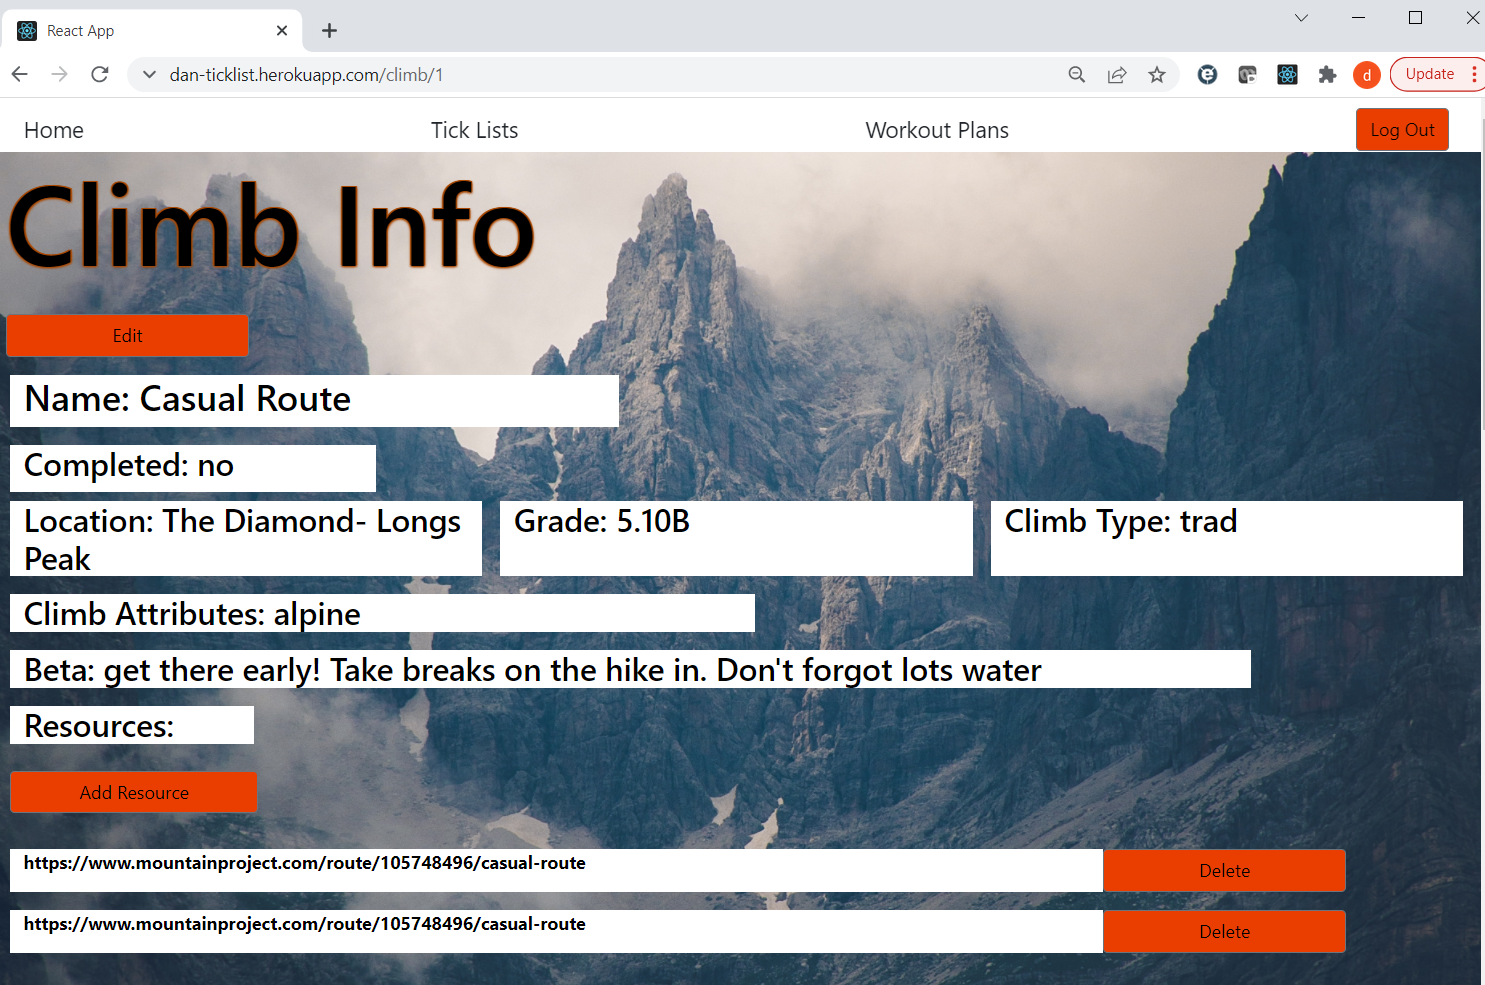 React App
dan-ticklist.herokuapp.com/climb/1
d
Update
Home
Tick Lists
Workout Plans
Log Out
Climb Info
Edit
Name: Casual Route
Completed: no
Location: The Diamond- Longs
Peak
Grade: 5.10B
Climb Type: trad
Climb Attributes: alpine
Beta: get there early! Take breaks on the hike in. Don't forgot lots water
Resources:
Add Resource
https://www.mountainproject.com/route/105748496/casual-route
Delete
https://www.mountainproject.com/route/105748496/casual-route
Delete